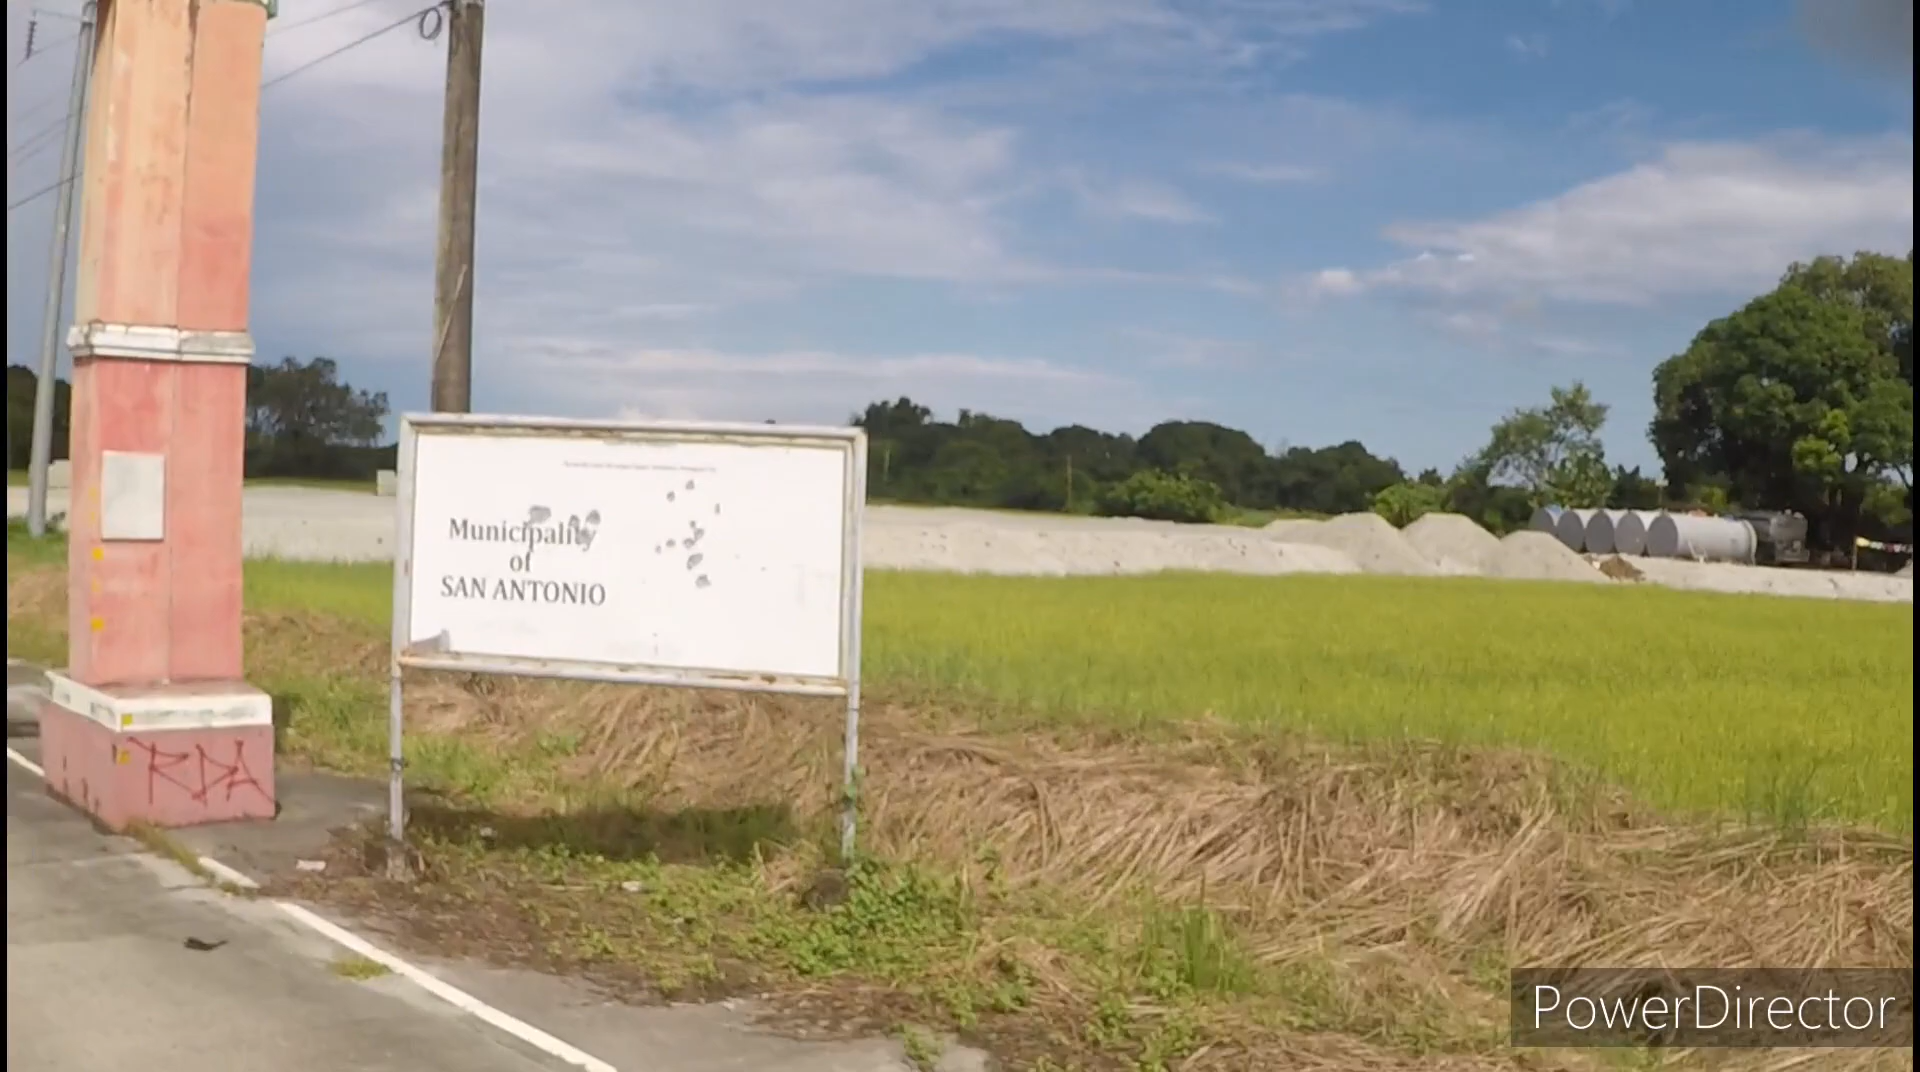 Municipality
of
SAN ANTONIO
RDA
PowerDirector